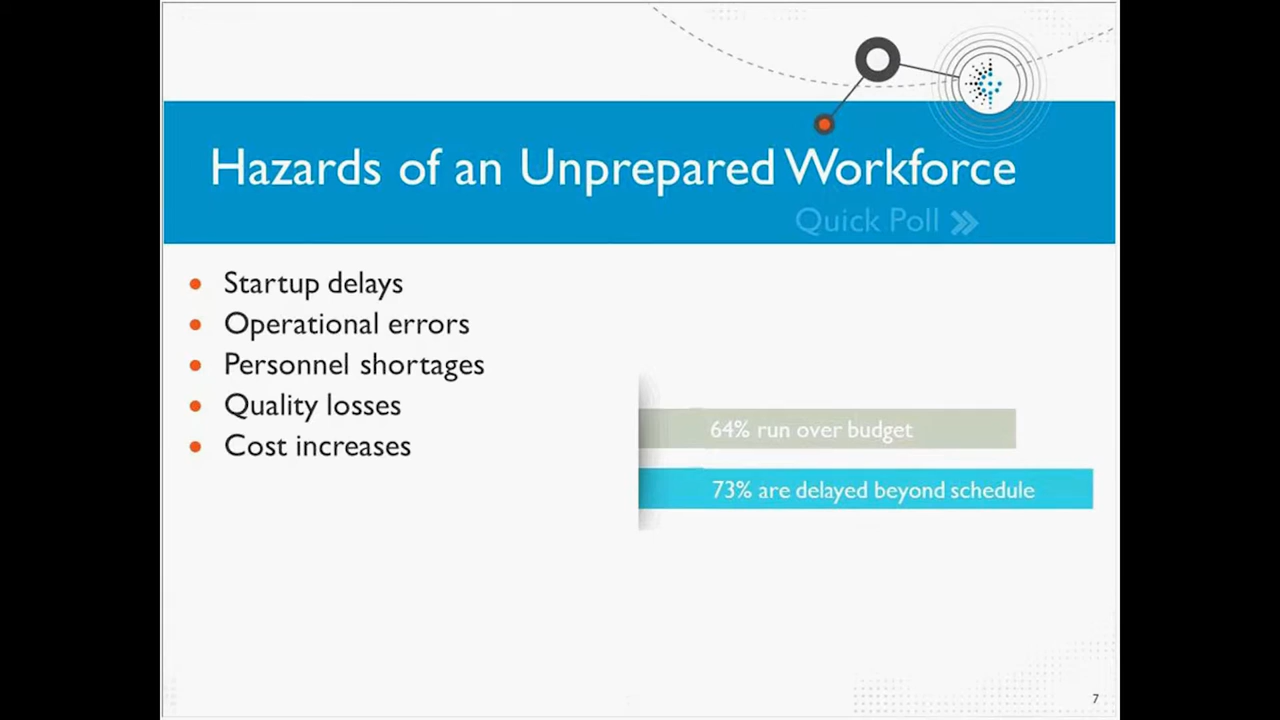 Hazards of an Unprepared Workforce
Quick Poll
Startup delays
Operational errors
Personnel shortages
Quality losses
Cost increases
64% run over budget
73% are delayed beyond schedule
7